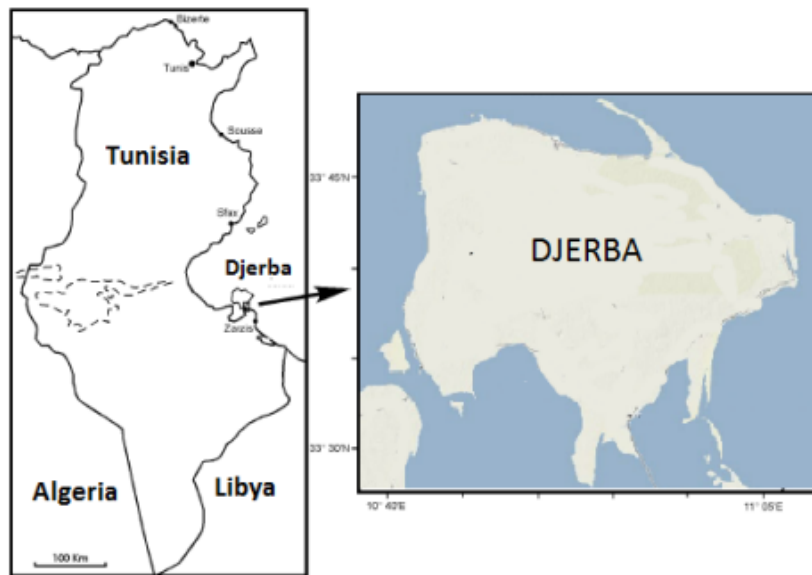 Bizerte
Tunis
Sousse
Tunisia
Sfax
Djerba
Zarzis
Algeria
Libya
100 Km
33° 45'N
DJERBA
33° 30'N
10° 42'E
11° 05'E